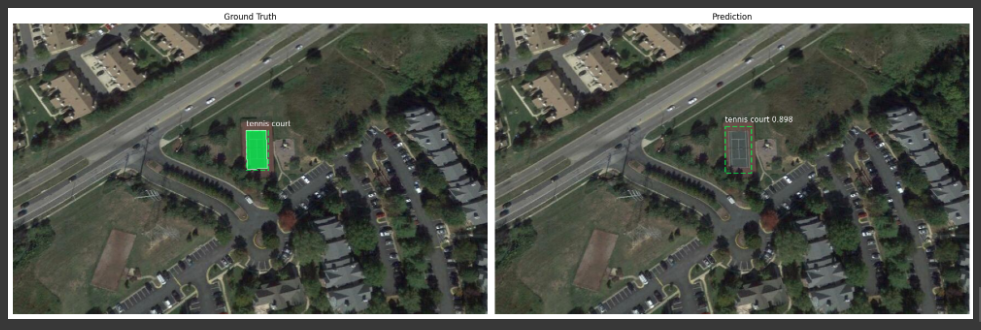 Ground Truth
Prediction
tennis court
tennis court 0.898